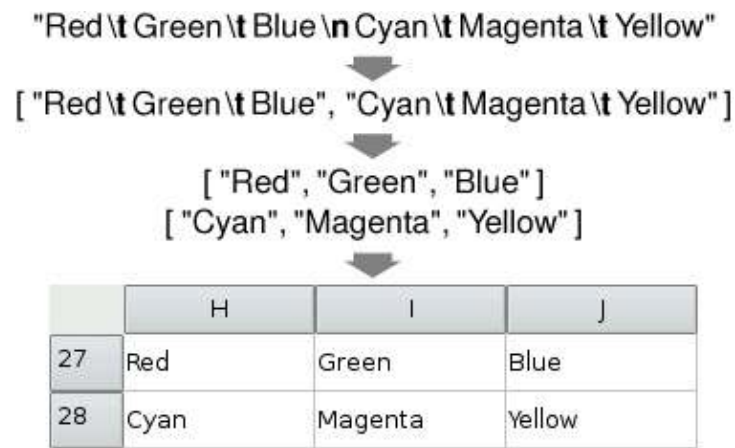 "Red\t Green\t Blue\n Cyan\t Magenta\t Yellow"
[ "Red\t Green\t Blue", "Cyan\t Magenta\t Yellow" ]
[ "Red", "Green", "Blue" ]
[ "Cyan", "Magenta", "Yellow" ]
H I J
27 Red Green Blue
28 Cyan Magenta Yellow